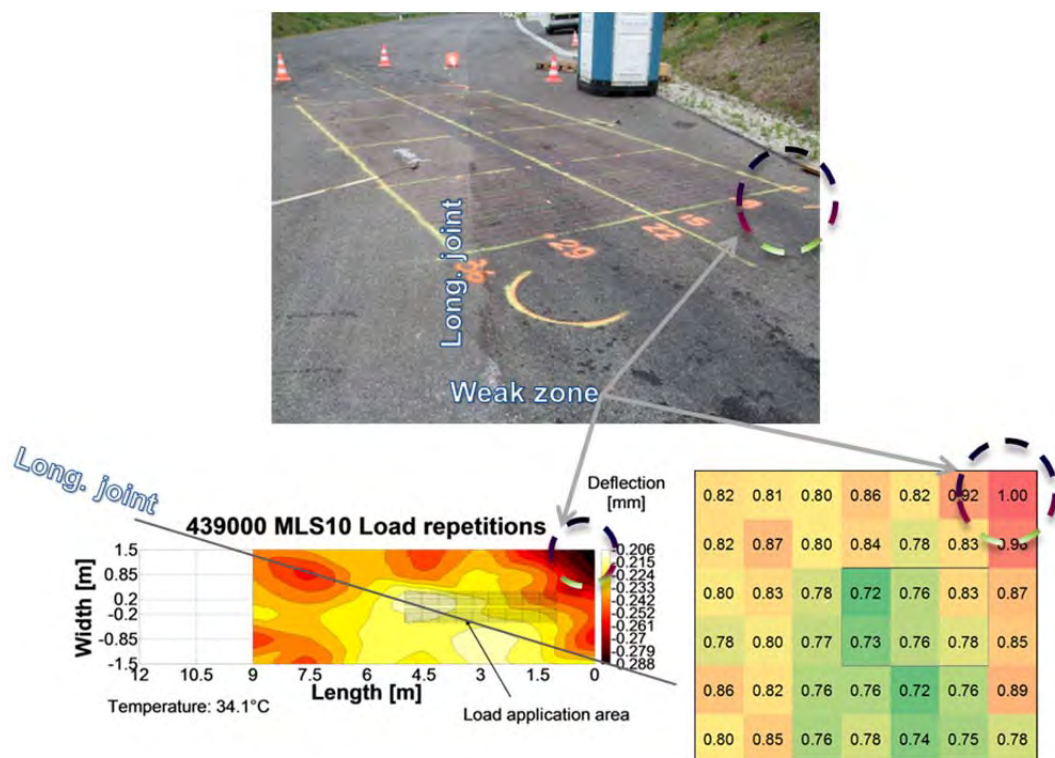 36
29
22
15
Long. joint
Weak zone
Long. joint
439000 MLS10 Load repetitions
Deflection
[mm]
Width [m]
1.5
0.85
0.2
-0.2
-0.85
-1.5
12 10.5 9 7.5 6 4.5 3 1.5 0
Length [m]
-0.206
-0.215
-0.224
-0.233
-0.242
-0.252
-0.261
-0.27
-0.279
-0.288
Temperature: 34.1°C
Load application area
0.82 0.81 0.80 0.86 0.82 0.92 1.00
0.82 0.87 0.80 0.84 0.78 0.83
0.80 0.83 0.78 0.72 0.76 0.83 0.87
0.78 0.80 0.77 0.73 0.76 0.78 0.85
0.86 0.82 0.76 0.76 0.72 0.76 0.89
0.80 0.85 0.76 0.78 0.74 0.75 0.78